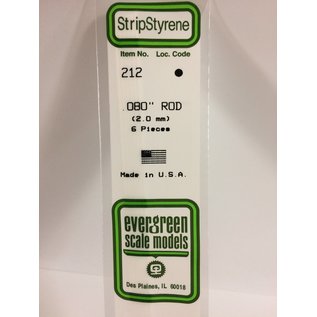 StripStyrene
Item No. Loc. Code
212
.080" ROD
(2.0 mm)
6 Pieces
Made in U.S.A.
evergreen
scale models
Des Plaines, IL 60018